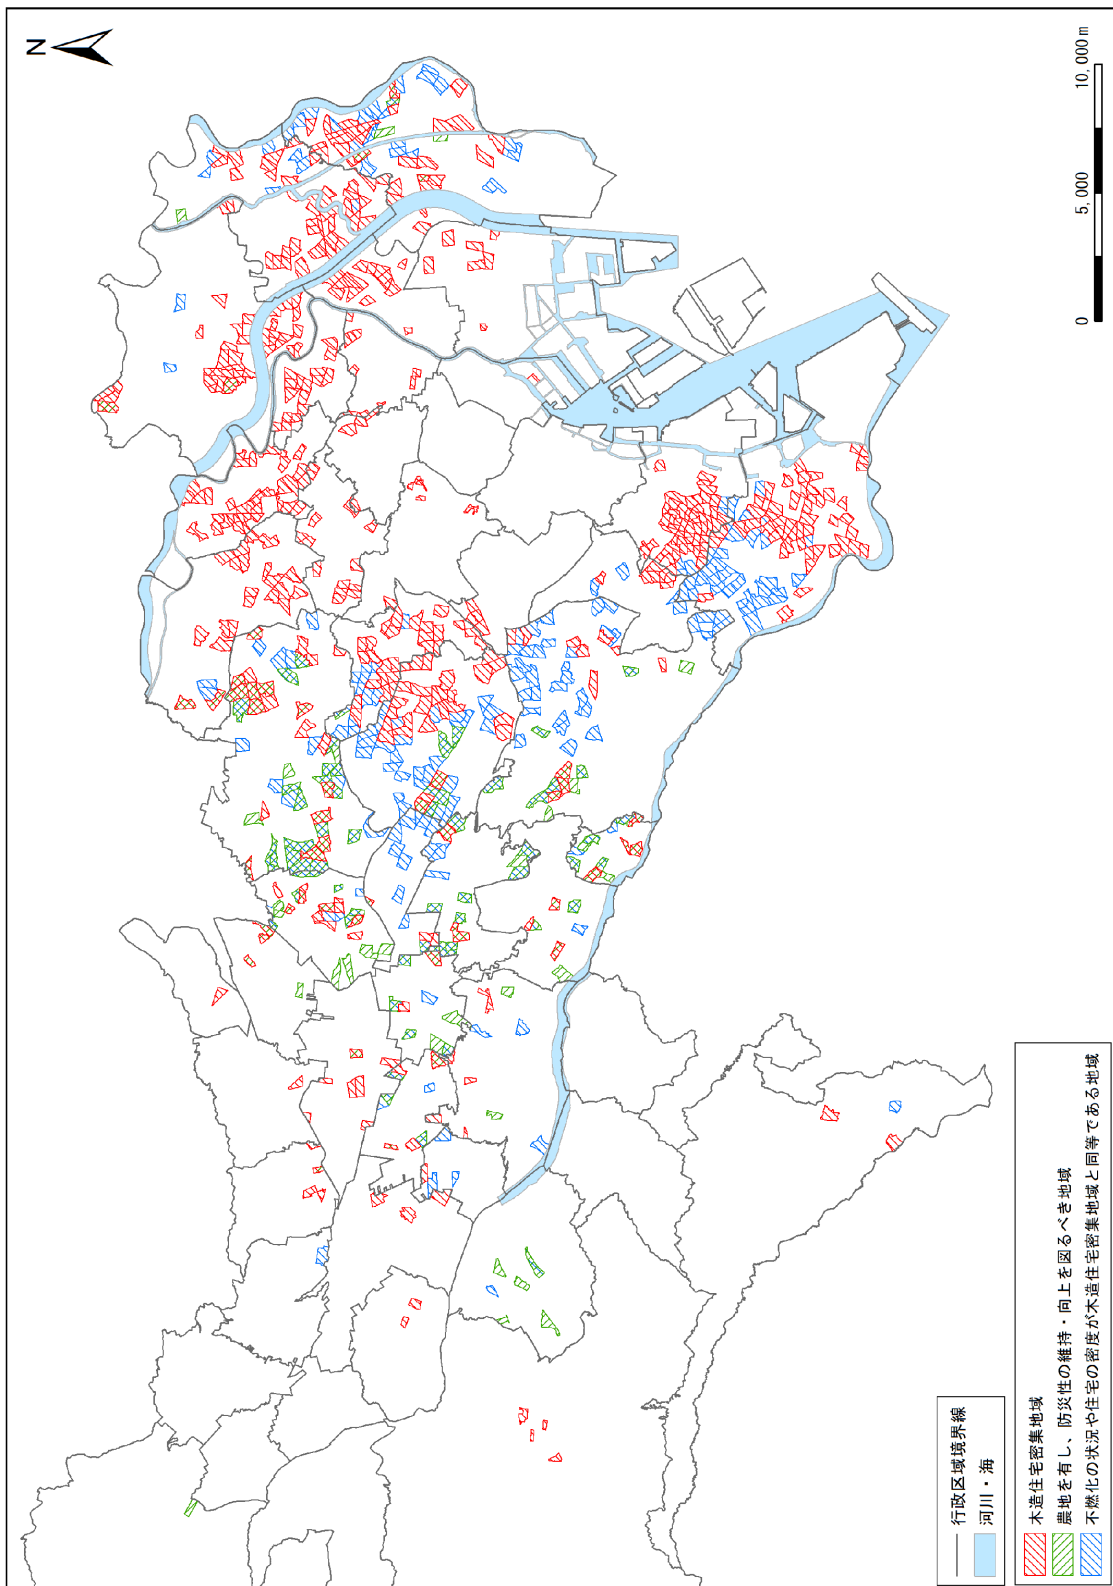 N
0 5,000 10,000m
行政区域境界線
河川・海
木造住宅密集地域
農地を有し、防災性の維持・向上を図るべき地域
不燃化の状況や住宅の密度が木造住宅密集地域と同等である地域